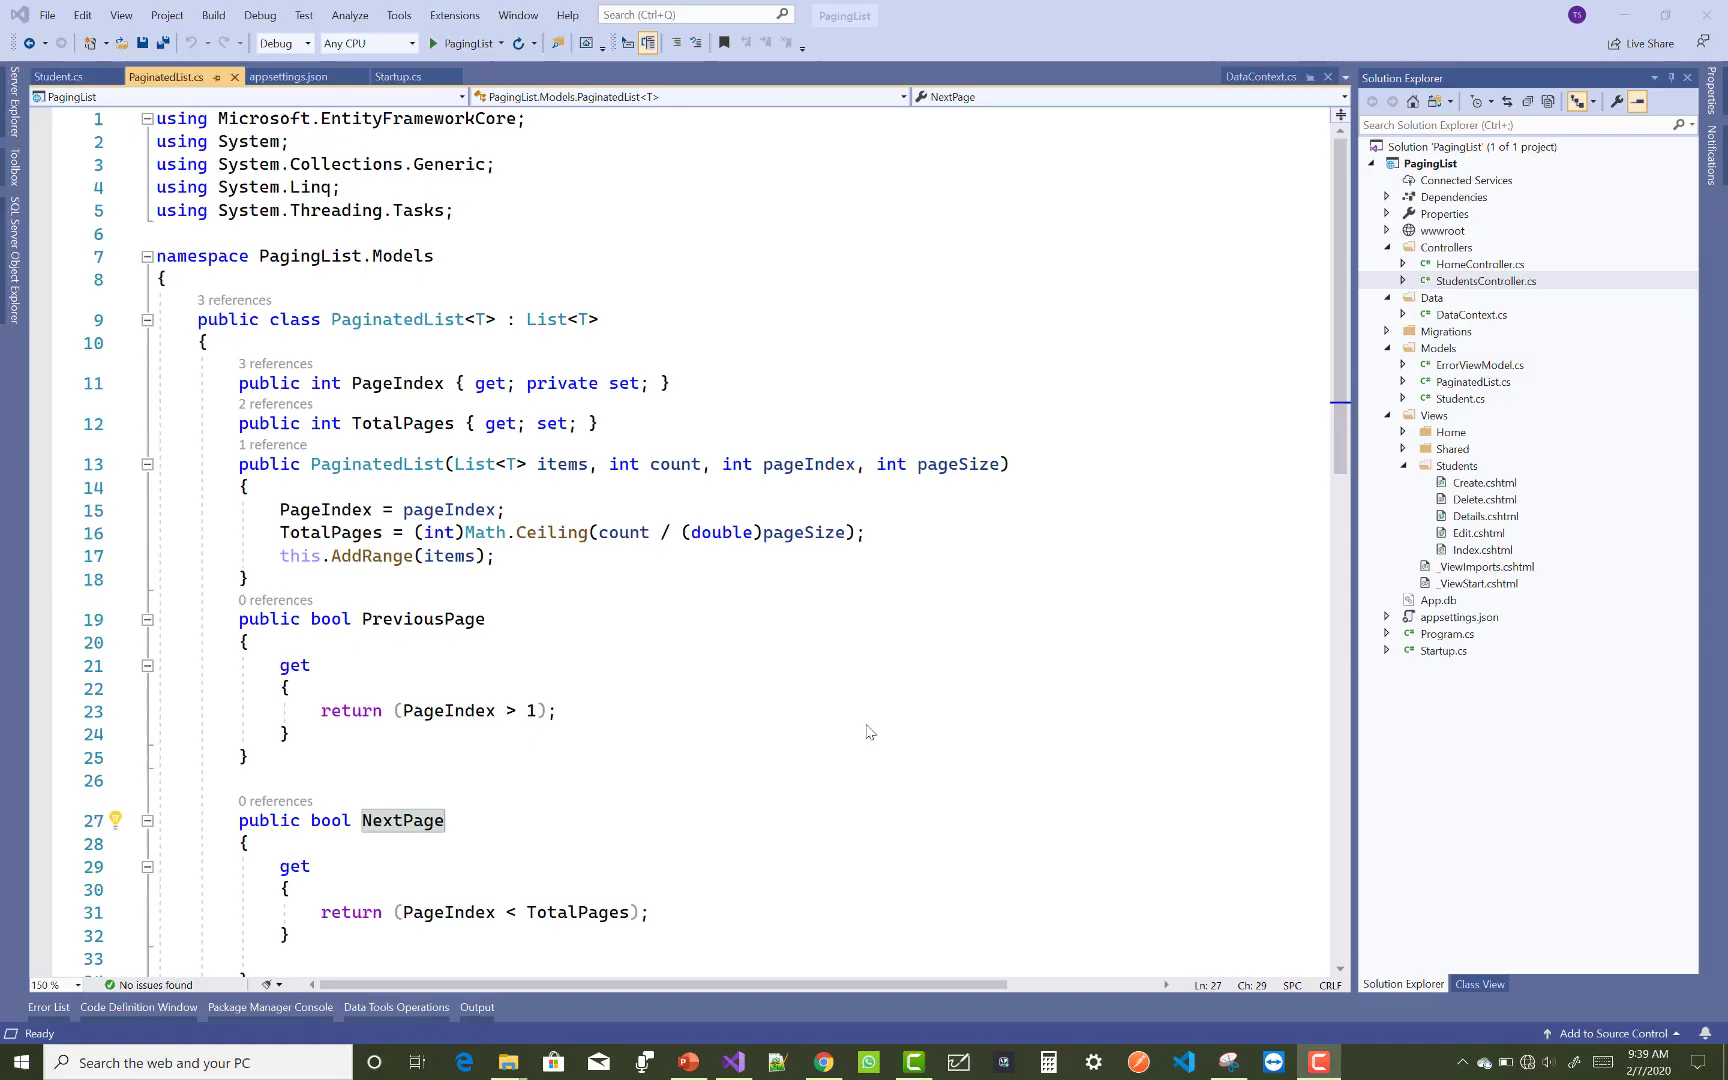 File Edit View Project Build Debug Test Analyze Tools Extensions Window Help Search (Ctrl+Q) PagingList TS
Debug Any CPU PagingList Live Share
Student.cs PaginatedList.cs appsettings.json Startup.cs DataContext.cs
PagingList PagingList.Models.PaginatedList<T> NextPage
Server Explorer
Toolbox
SQL Server Object Explorer
1 using Microsoft.EntityFrameworkCore;
2 using System;
3 using System.Collections.Generic;
4 using System.Linq;
5 using System.Threading.Tasks;
6
7 namespace PagingList.Models
8 {
3 references
9 public class PaginatedList<T> : List<T>
10 {
3 references
11 public int PageIndex { get; private set; }
2 references
12 public int TotalPages { get; set; }
1 reference
13 public PaginatedList(List<T> items, int count, int pageIndex, int pageSize)
14 {
15 PageIndex = pageIndex;
16 TotalPages = (int)Math.Ceiling(count / (double)pageSize);
17 this.AddRange(items);
18 }
0 references
19 public bool PreviousPage
20 {
21 get
22 {
23 return (PageIndex > 1);
24 }
25 }
26
0 references
27 public bool NextPage
28 {
29 get
30 {
31 return (PageIndex < TotalPages);
32 }
33
150 % No issues found Ln: 27 Ch: 29 SPC CRLF
Error List Code Definition Window Package Manager Console Data Tools Operations Output
Solution Explorer
Search Solution Explorer (Ctrl+;)
Solution 'PagingList' (1 of 1 project)
PagingList
Connected Services
Dependencies
Properties
wwwroot
Controllers
C# HomeController.cs
C# StudentsController.cs
Data
C# DataContext.cs
Migrations
Models
C# ErrorViewModel.cs
C# PaginatedList.cs
C# Student.cs
Views
Home
Shared
Students
Create.cshtml
Delete.cshtml
Details.cshtml
Edit.cshtml
Index.cshtml
_ViewImports.cshtml
_ViewStart.cshtml
App.db
appsettings.json
C# Program.cs
C# Startup.cs
Solution Explorer Class View
Properties
Notifications
Ready Add to Source Control
Search the web and your PC
9:39 AM
2/7/2020